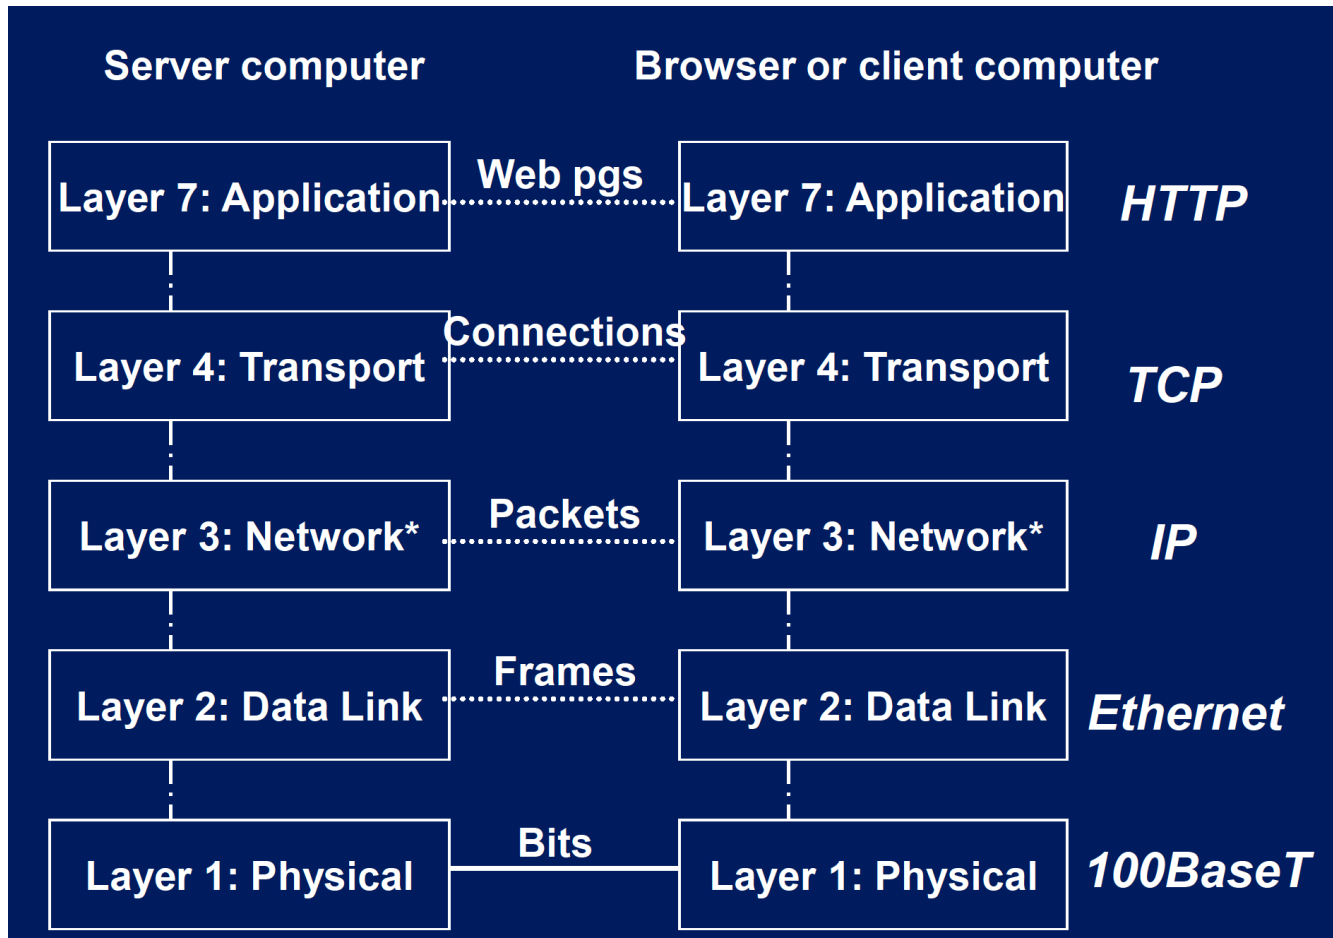 Server computer
Browser or client computer
Layer 7: Application
Web pgs
Layer 7: Application
HTTP
Layer 4: Transport
Connections
Layer 4: Transport
TCP
Layer 3: Network*
Packets
Layer 3: Network*
IP
Layer 2: Data Link
Frames
Layer 2: Data Link
Ethernet
Layer 1: Physical
Bits
Layer 1: Physical
100BaseT